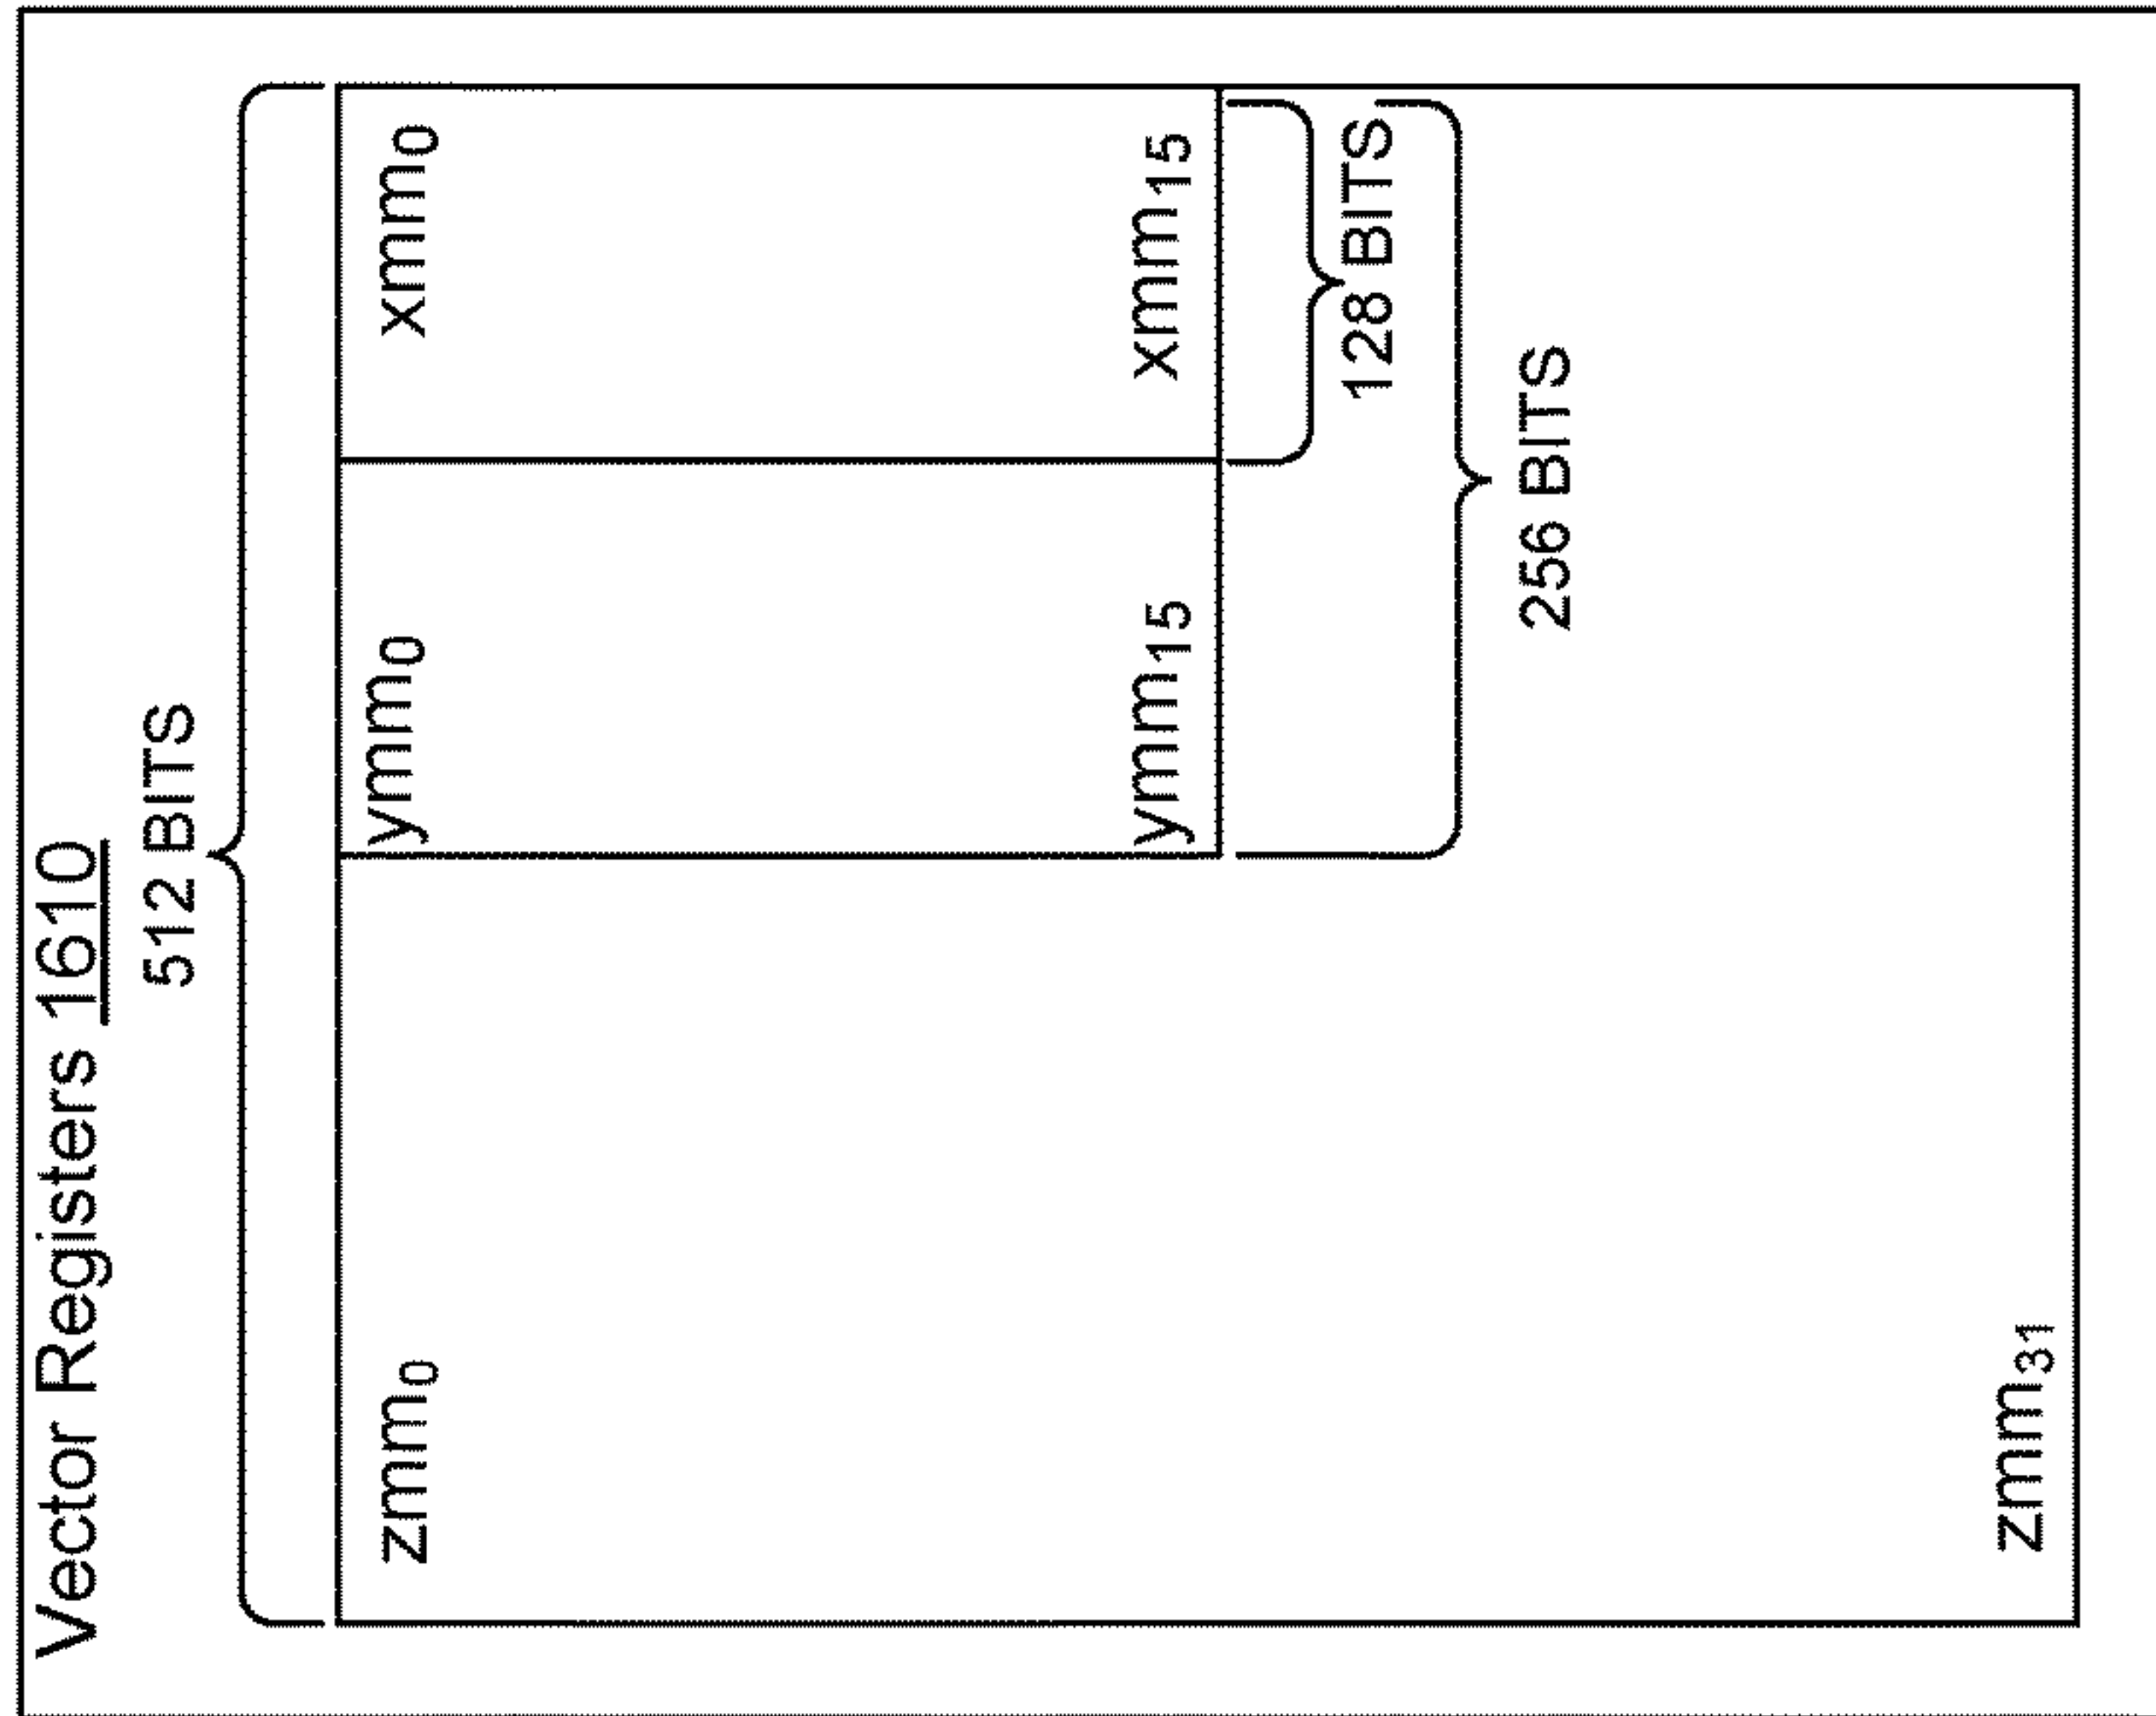 Vector Registers 1610
512 BITS
zmm0 ymm0 xmm0
ymm15 xmm15
128 BITS
256 BITS
zmm31